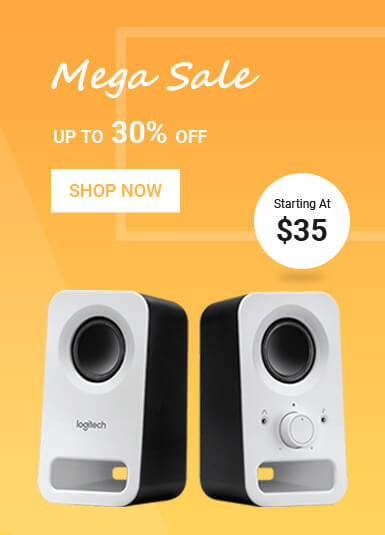 Mega Sale
UP TO 30% OFF
SHOP NOW
Starting At
$35
logitech